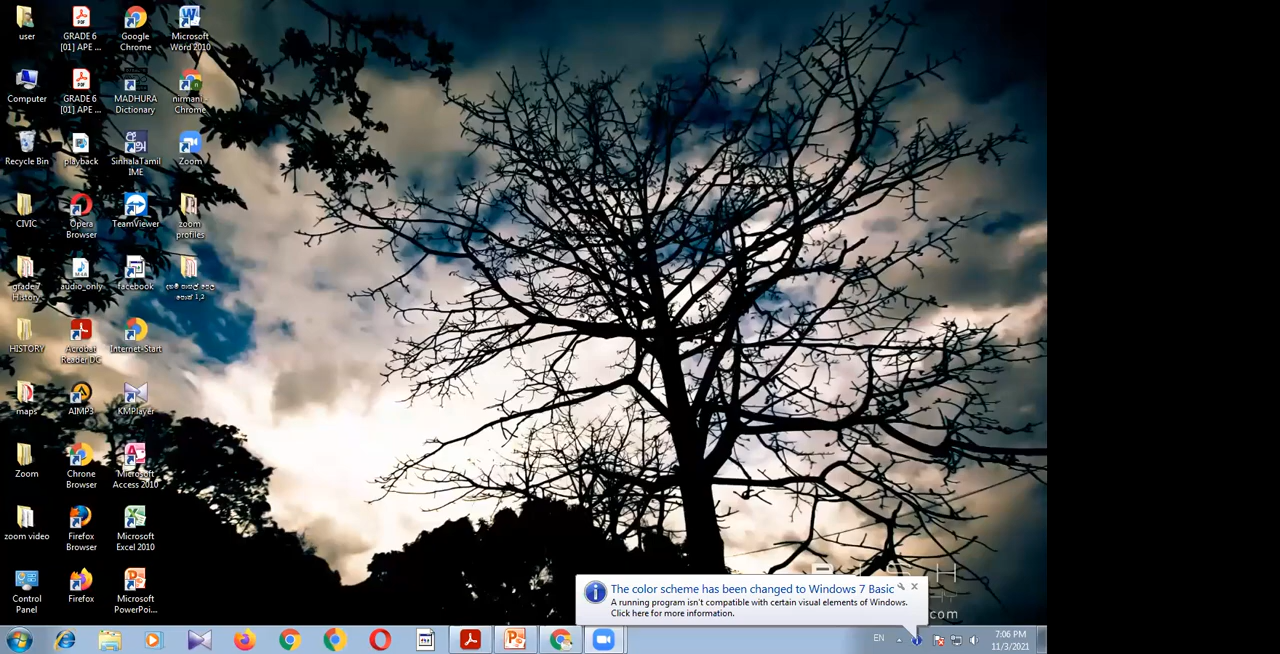 user
GRADE 6
[01] APE ...
Google
Chrome
Microsoft
Word 2010
Computer
GRADE 6
[01] APE ...
MADHURA
Dictionary
nirmani -
Chrome
Recycle Bin
playback
SinhalaTamil
IME
Zoom
CIVIC
Opera
Browser
TeamViewer
zoom
profiles
grade 7
History
audio_only
facebook
1,2
HISTORY
Acrobat
Reader DC
Internet-Start
maps
AIMP3
KMPlayer
Zoom
Chrone
Browser
Microsoft
Access 2010
zoom video
Firefox
Browser
Microsoft
Excel 2010
Control
Panel
Firefox
Microsoft
PowerPoi...
The color scheme has been changed to Windows 7 Basic
A running program isn't compatible with certain visual elements of Windows.
Click here for more information.
com
EN
7:06 PM
11/3/2021